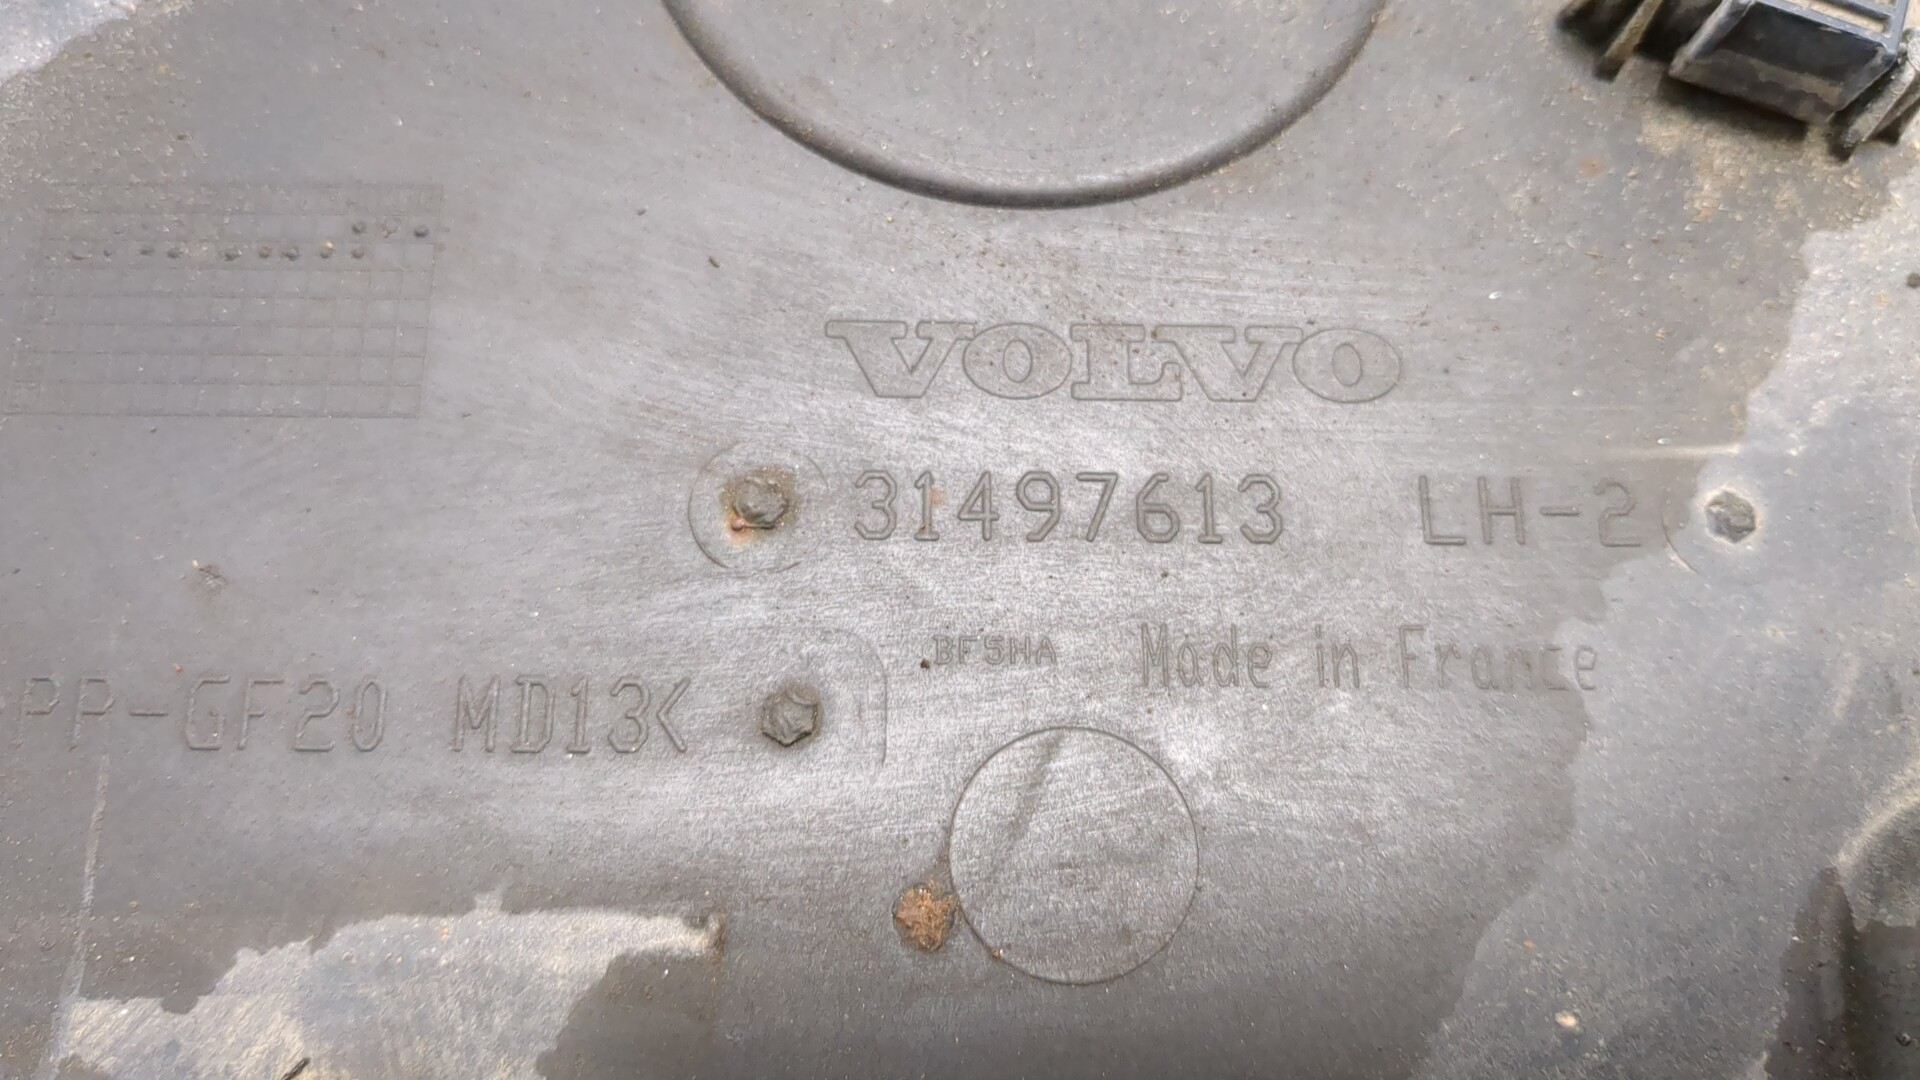 VOLVO
31497613 LH-2
BF5HA Made in France
PP-GF20 MD13<